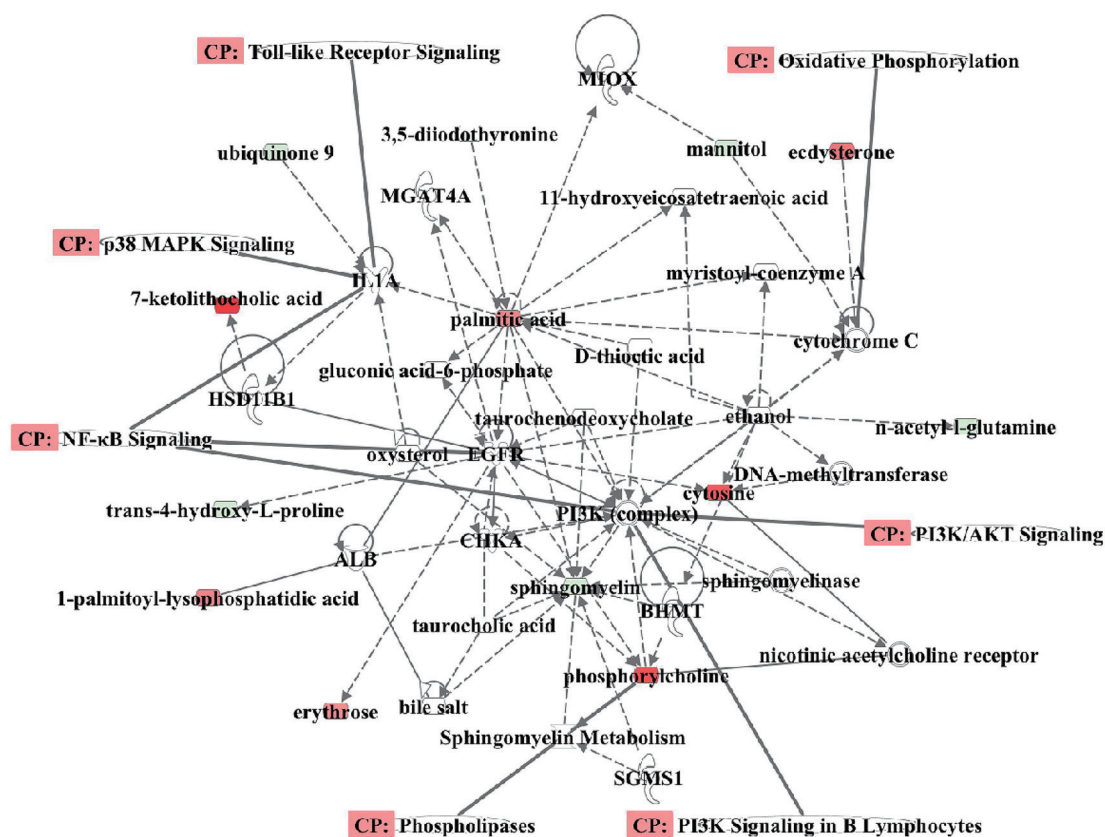 CP: Toll-like Receptor Signaling
MIOX
CP: Oxidative Phosphorylation
3,5-diiodothyronine
ubiquinone 9
mannitol
ecdysterone
MGAT4A
11-hydroxyeicosatetraenoic acid
CP: p38 MAPK Signaling
IL1A
myristoyl-coenzyme A
7-ketolithocholic acid
palmitic acid
cytochrome C
D-thioctic acid
gluconic acid-6-phosphate
HSD11B1
taurochenodeoxycholate
ethanol
CP: NF-κB Signaling
n-acetyl-l-glutamine
oxysterol
EGFR
DNA-methyltransferase
cytosine
trans-4-hydroxy-L-proline
PI3K (complex)
CP: PI3K/AKT Signaling
CHKA
ALB
sphingomyelin
sphingomyelinase
1-palmitoyl-lysophosphatidic acid
BHMT
taurocholic acid
nicotinic acetylcholine receptor
phosphorylcholine
erythrose
bile salt
Sphingomyelin Metabolism
SGMS1
CP: Phospholipases
CP: PI3K Signaling in B Lymphocytes